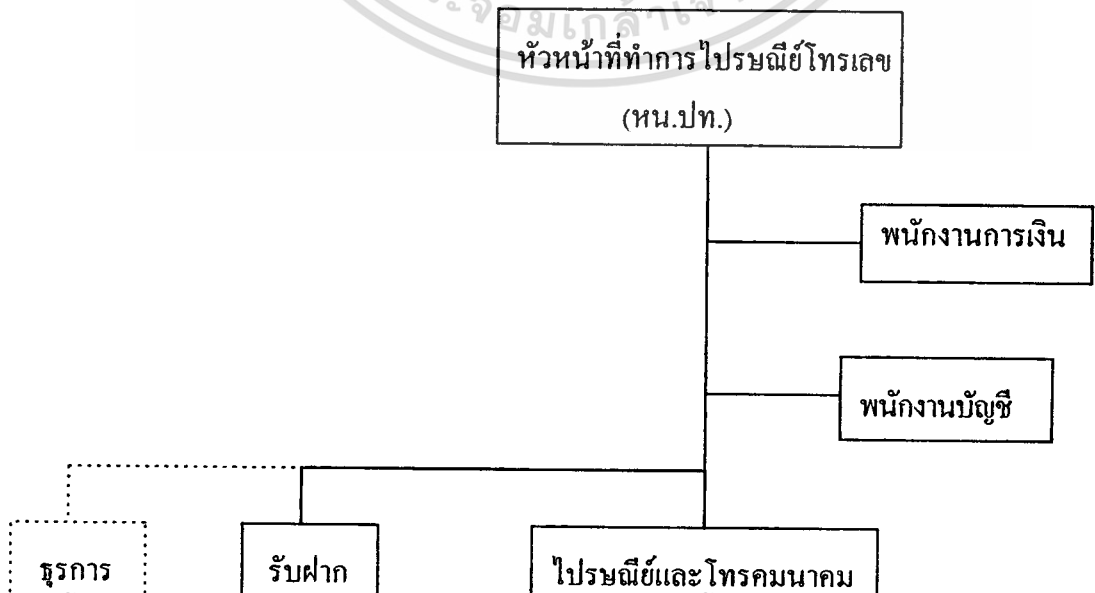 หัวหน้าที่ทำการไปรษณีย์โทรเลข
(หน.ปท.)
พนักงานการเงิน
พนักงานบัญชี
ธุรการ
รับฝาก
ไปรษณีย์และโทรคมนาคม